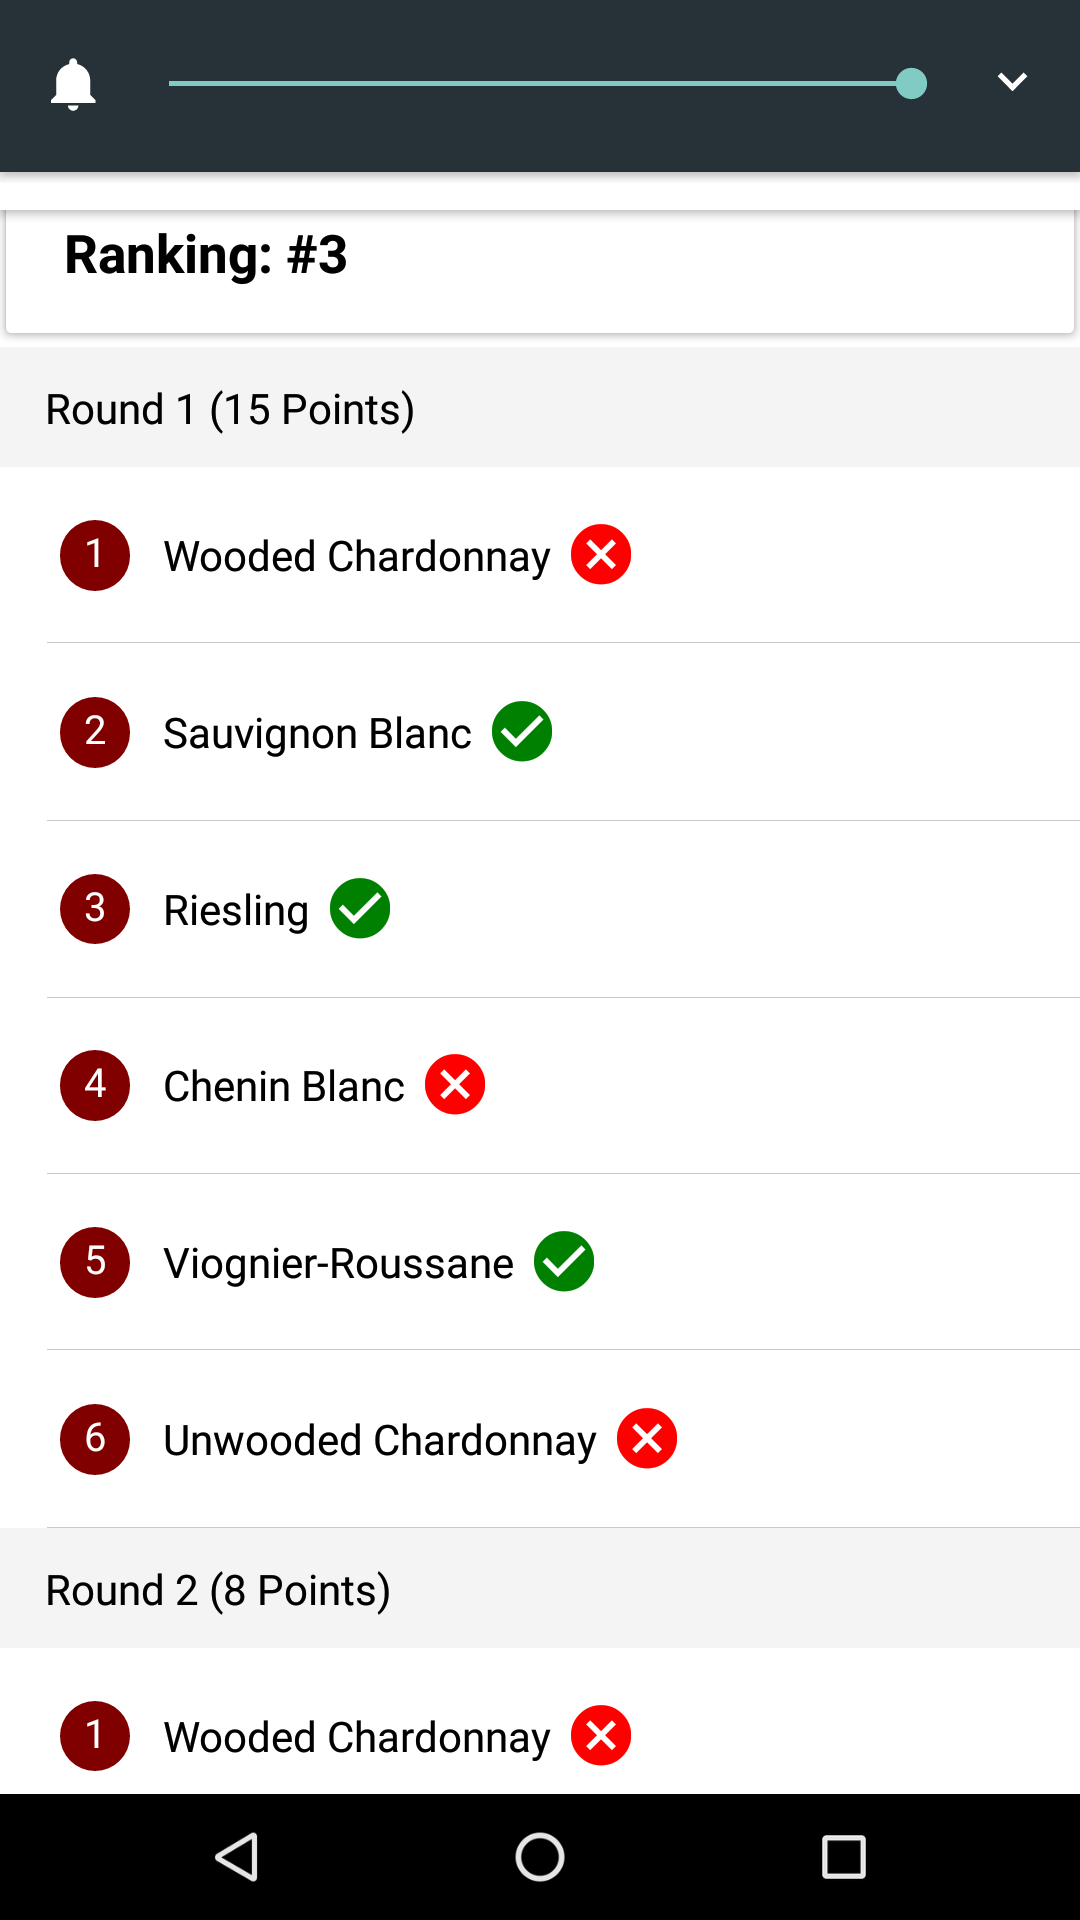 Ranking: #3
Round 1 (15 Points)
1 Wooded Chardonnay
2 Sauvignon Blanc
3 Riesling
4 Chenin Blanc
5 Viognier-Roussane
6 Unwooded Chardonnay
Round 2 (8 Points)
1 Wooded Chardonnay